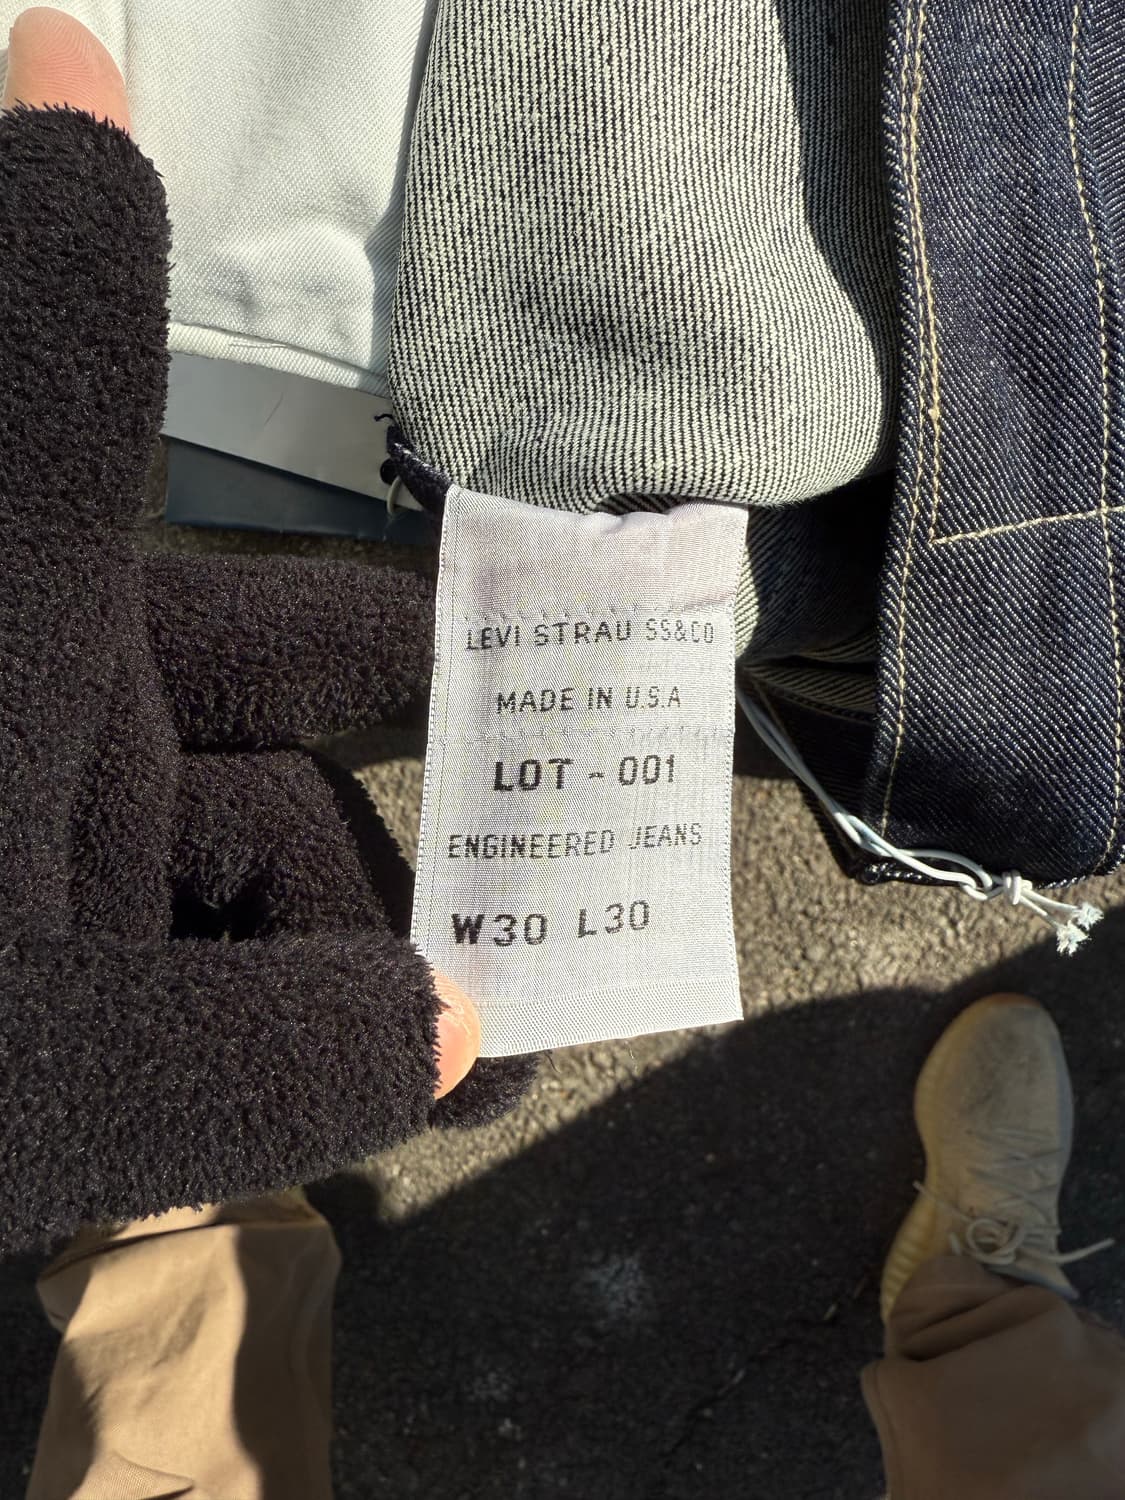 LEVI STRAU SS&CO
MADE IN U.S.A
LOT - 001
ENGINEERED JEANS
W30 L30